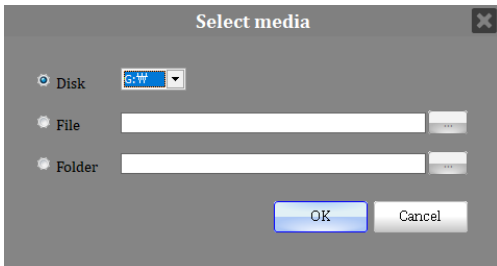 Select media
Disk G:₩
File ...
Folder ...
OK Cancel